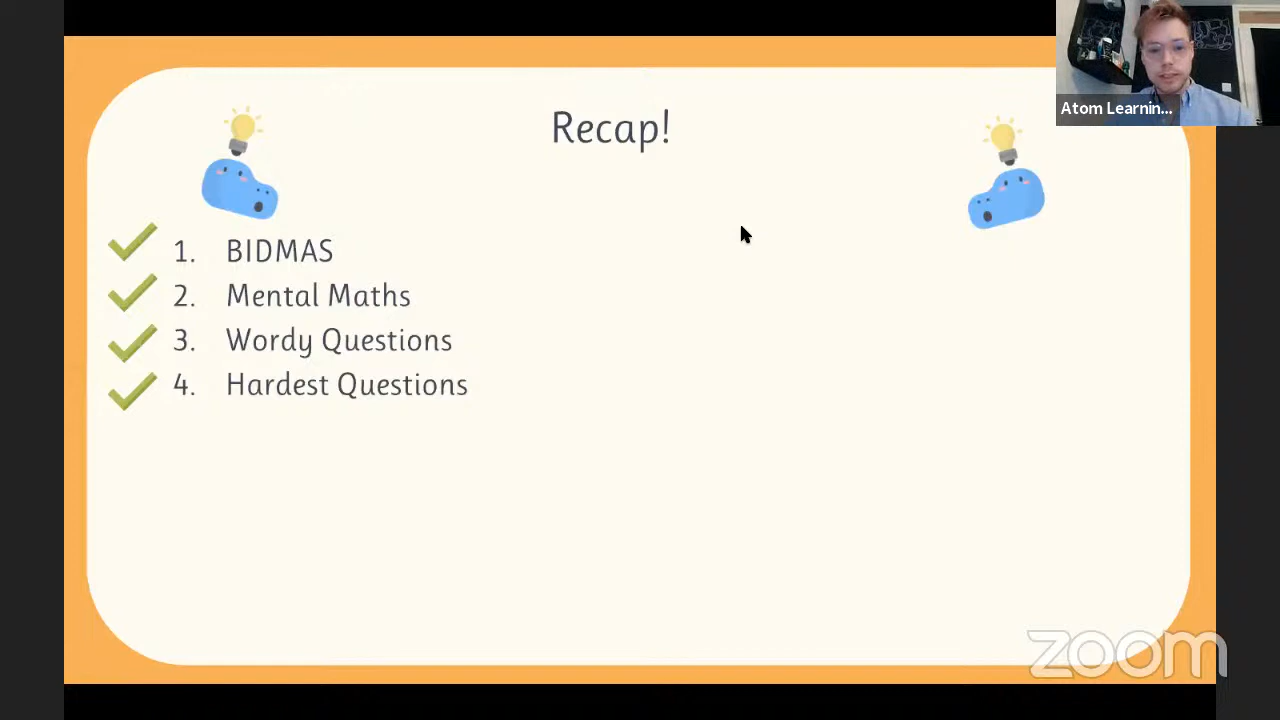 Atom Learnin...
Recap!
1. BIDMAS
2. Mental Maths
3. Wordy Questions
4. Hardest Questions
zoom